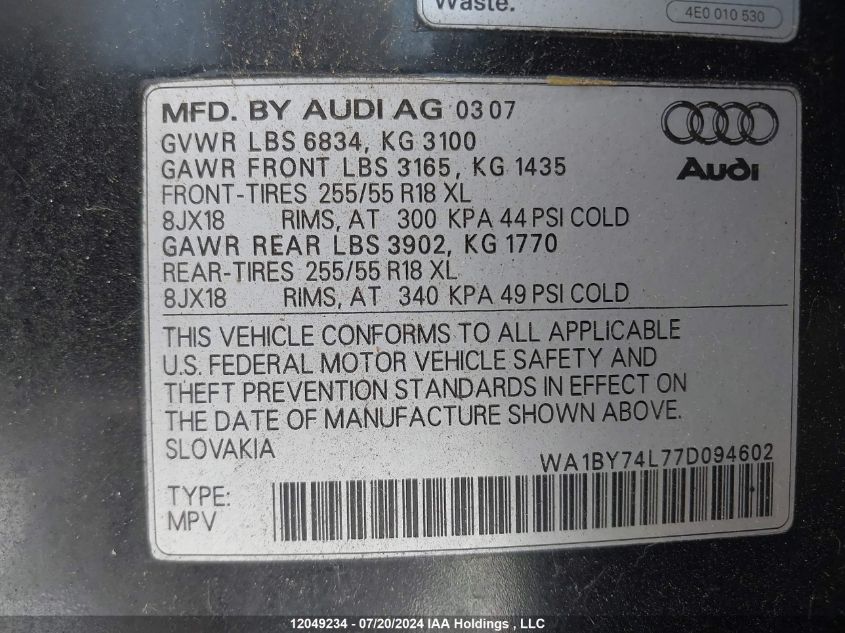 Waste.
4E0 010 530
MFD. BY AUDI AG 03 07
GVWR LBS 6834, KG 3100
GAWR FRONT LBS 3165, KG 1435
FRONT-TIRES 255/55 R18 XL
8JX18 RIMS, AT 300 KPA 44 PSI COLD
GAWR REAR LBS 3902, KG 1770
REAR-TIRES 255/55 R18 XL
8JX18 RIMS, AT 340 KPA 49 PSI COLD
Audi
THIS VEHICLE CONFORMS TO ALL APPLICABLE
U.S. FEDERAL MOTOR VEHICLE SAFETY AND
THEFT PREVENTION STANDARDS IN EFFECT ON
THE DATE OF MANUFACTURE SHOWN ABOVE.
SLOVAKIA
WA1BY74L77D094602
TYPE:
MPV
12049234 - 07/20/2024 IAA Holdings , LLC